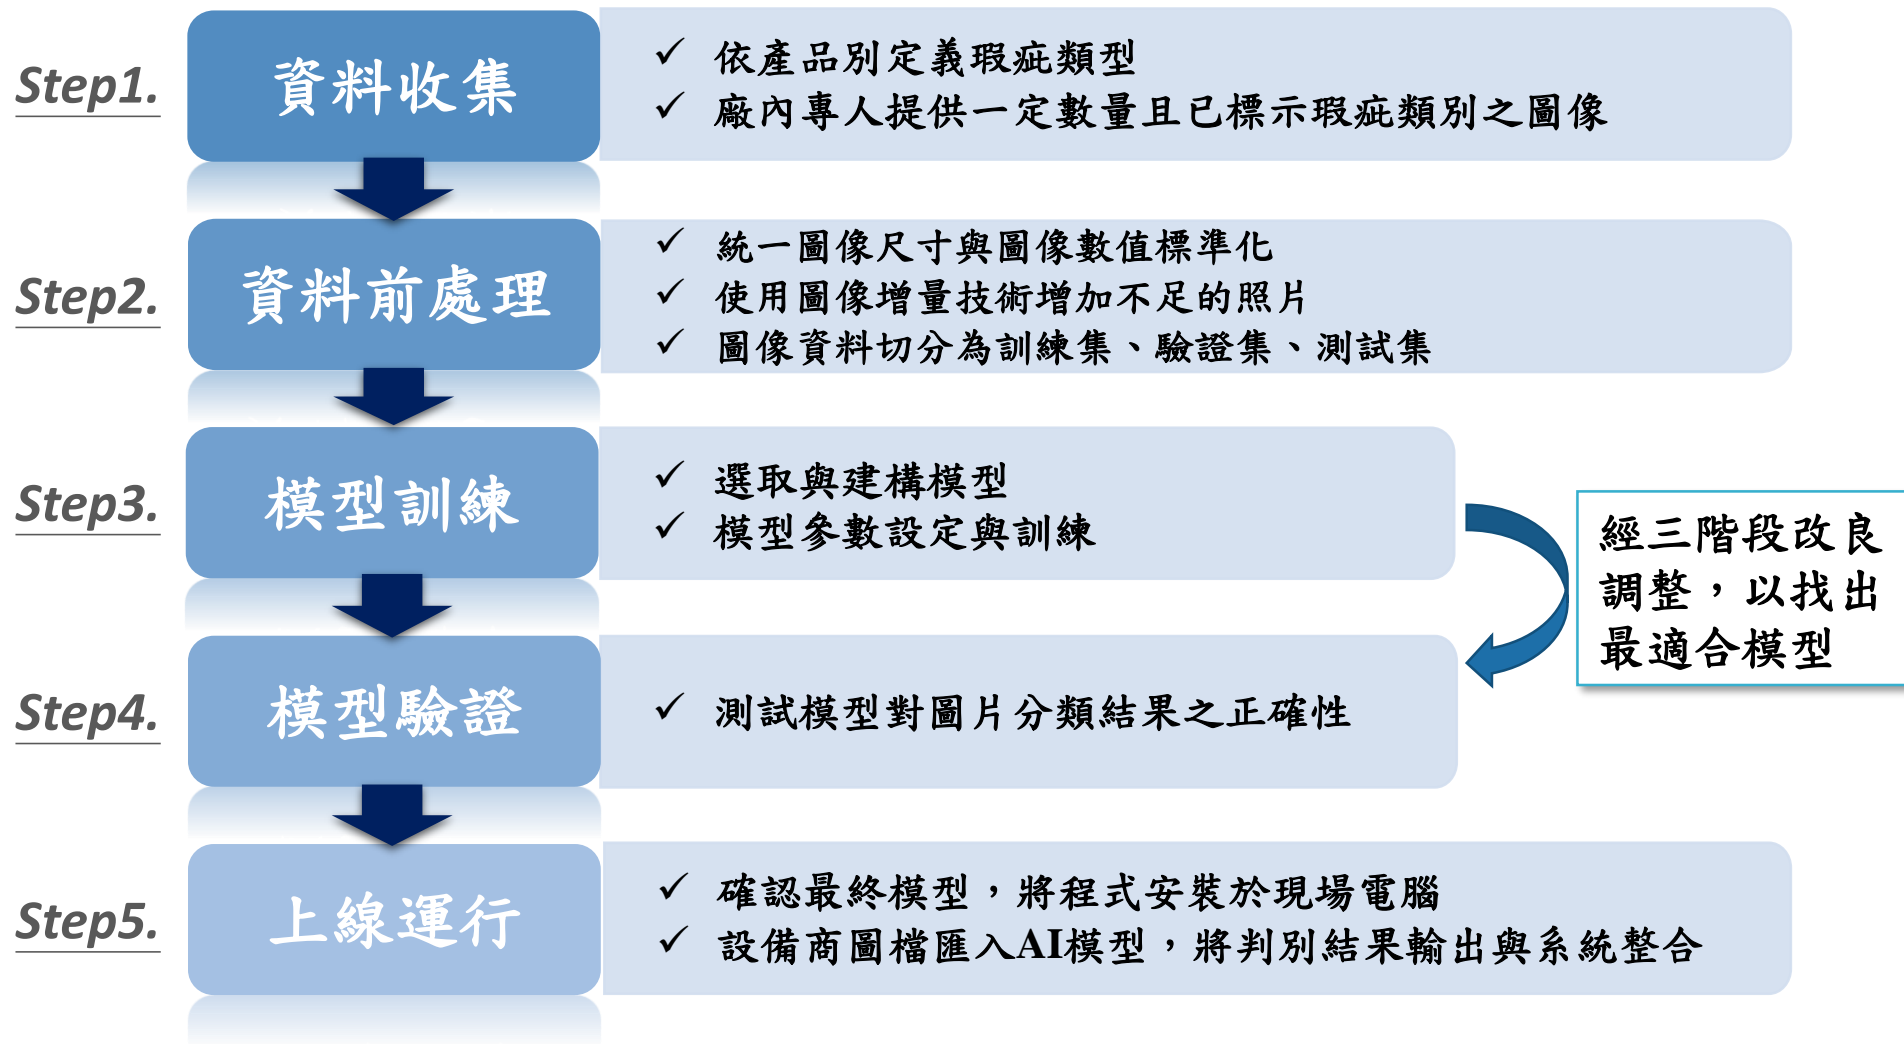 Step1.
資料收集
✓ 依產品別定義瑕疵類型
✓ 廠內專人提供一定數量且已標示瑕疵類別之圖像
Step2.
資料前處理
✓ 統一圖像尺寸與圖像數值標準化
✓ 使用圖像增量技術增加不足的照片
✓ 圖像資料切分為訓練集、驗證集、測試集
Step3.
模型訓練
✓ 選取與建構模型
✓ 模型參數設定與訓練
經三階段改良
調整，以找出
最適合模型
Step4.
模型驗證
✓ 測試模型對圖片分類結果之正確性
Step5.
上線運行
✓ 確認最終模型，將程式安裝於現場電腦
✓ 設備商圖檔匯入AI模型，將判別結果輸出與系統整合